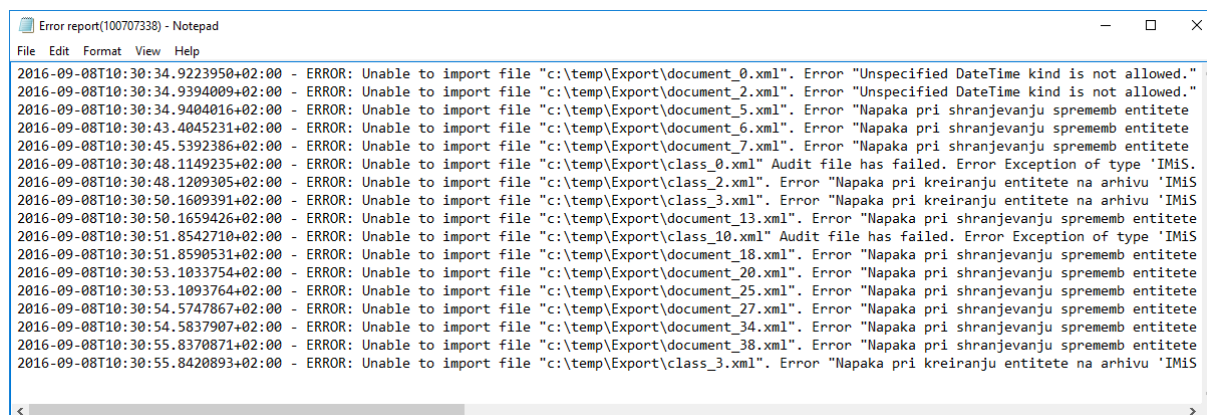 Error report(100707338) - Notepad
File Edit Format View Help
2016-09-08T10:30:34.9223950+02:00 - ERROR: Unable to import file "c:\temp\Export\document_0.xml". Error "Unspecified DateTime kind is not allowed."
2016-09-08T10:30:34.9394009+02:00 - ERROR: Unable to import file "c:\temp\Export\document_2.xml". Error "Unspecified DateTime kind is not allowed."
2016-09-08T10:30:34.9404016+02:00 - ERROR: Unable to import file "c:\temp\Export\document_5.xml". Error "Napaka pri shranjevanju sprememb entitete
2016-09-08T10:30:43.4045231+02:00 - ERROR: Unable to import file "c:\temp\Export\document_6.xml". Error "Napaka pri shranjevanju sprememb entitete
2016-09-08T10:30:45.5392386+02:00 - ERROR: Unable to import file "c:\temp\Export\document_7.xml". Error "Napaka pri shranjevanju sprememb entitete
2016-09-08T10:30:48.1149235+02:00 - ERROR: Unable to import file "c:\temp\Export\class_0.xml" Audit file has failed. Error Exception of type 'IMiS.
2016-09-08T10:30:48.1209305+02:00 - ERROR: Unable to import file "c:\temp\Export\class_2.xml". Error "Napaka pri kreiranju entitete na arhivu 'IMiS
2016-09-08T10:30:50.1609391+02:00 - ERROR: Unable to import file "c:\temp\Export\class_3.xml". Error "Napaka pri kreiranju entitete na arhivu 'IMiS
2016-09-08T10:30:50.1659426+02:00 - ERROR: Unable to import file "c:\temp\Export\document_13.xml". Error "Napaka pri shranjevanju sprememb entitete
2016-09-08T10:30:51.8542710+02:00 - ERROR: Unable to import file "c:\temp\Export\class_10.xml" Audit file has failed. Error Exception of type 'IMiS
2016-09-08T10:30:51.8590531+02:00 - ERROR: Unable to import file "c:\temp\Export\document_18.xml". Error "Napaka pri shranjevanju sprememb entitete
2016-09-08T10:30:53.1033754+02:00 - ERROR: Unable to import file "c:\temp\Export\document_20.xml". Error "Napaka pri shranjevanju sprememb entitete
2016-09-08T10:30:53.1093764+02:00 - ERROR: Unable to import file "c:\temp\Export\document_25.xml". Error "Napaka pri shranjevanju sprememb entitete
2016-09-08T10:30:54.5747867+02:00 - ERROR: Unable to import file "c:\temp\Export\document_27.xml". Error "Napaka pri shranjevanju sprememb entitete
2016-09-08T10:30:54.5837907+02:00 - ERROR: Unable to import file "c:\temp\Export\document_34.xml". Error "Napaka pri shranjevanju sprememb entitete
2016-09-08T10:30:55.8370871+02:00 - ERROR: Unable to import file "c:\temp\Export\document_38.xml". Error "Napaka pri shranjevanju sprememb entitete
2016-09-08T10:30:55.8420893+02:00 - ERROR: Unable to import file "c:\temp\Export\class_3.xml". Error "Napaka pri kreiranju entitete na arhivu 'IMiS